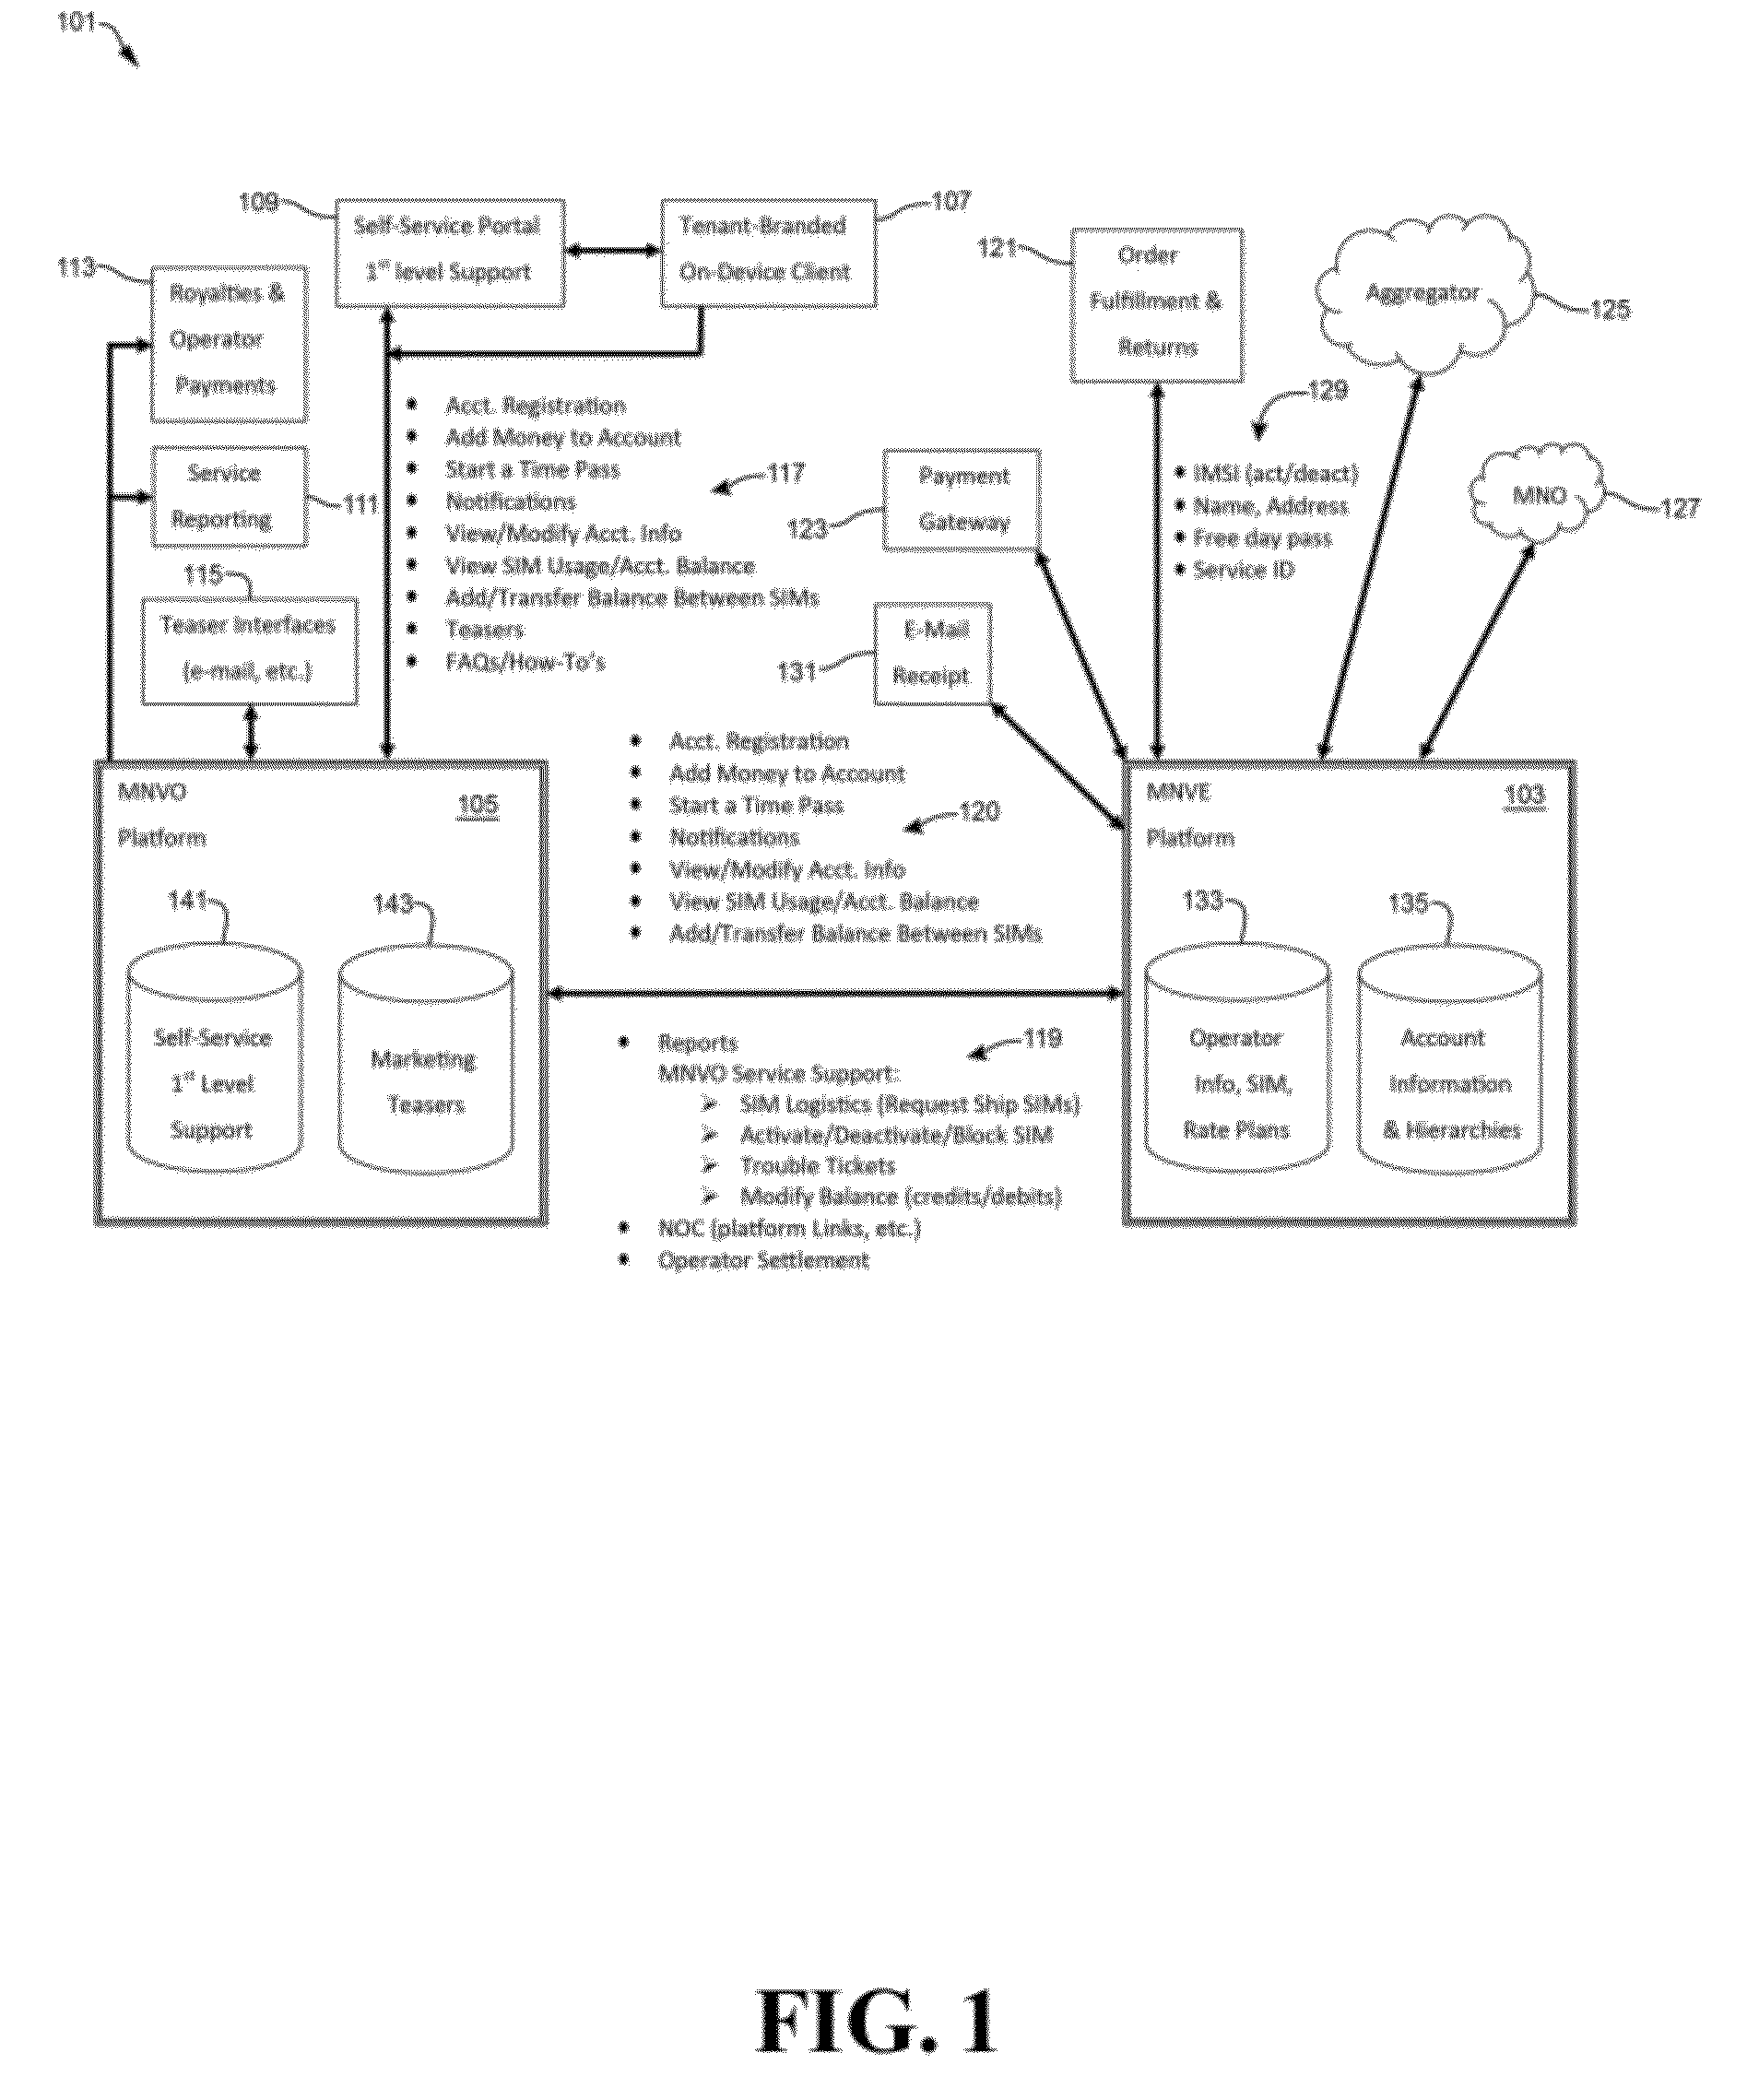 101
109
Self-Service Portal
1st level Support
Tenant-Branded
On-Device Client
107
113
Royalties &
Operator
Payments
Service
Reporting
111
115
Teaser Interfaces
(e-mail, etc.)
• Acct. Registration
• Add Money to Account
• Start a Time Pass
• Notifications
• View/Modify Acct. Info
• View SIM Usage/Acct. Balance
• Add/Transfer Balance Between SIMs
• Teasers
• FAQs/How-To's
117
121
Order
Fulfillment &
Returns
Aggregator
125
129
• IMSI (act/deact)
• Name, Address
• Free day pass
• Service ID
MNO
127
Payment
Gateway
123
E-Mail
Receipt
131
• Acct. Registration
• Add Money to Account
• Start a Time Pass
• Notifications
• View/Modify Acct. Info
• View SIM Usage/Acct. Balance
• Add/Transfer Balance Between SIMs
120
MNVO
Platform
105
141
Self-Service
1st Level
Support
143
Marketing
Teasers
MNVE
Platform
103
133
Operator
Info, SIM,
Rate Plans
135
Account
Information
& Hierarchies
119
• Reports
MNVO Service Support:
➢ SIM Logistics (Request Ship SIMs)
➢ Activate/Deactivate/Block SIM
➢ Trouble Tickets
➢ Modify Balance (credits/debits)
• NOC (platform Links, etc.)
• Operator Settlement
FIG. 1